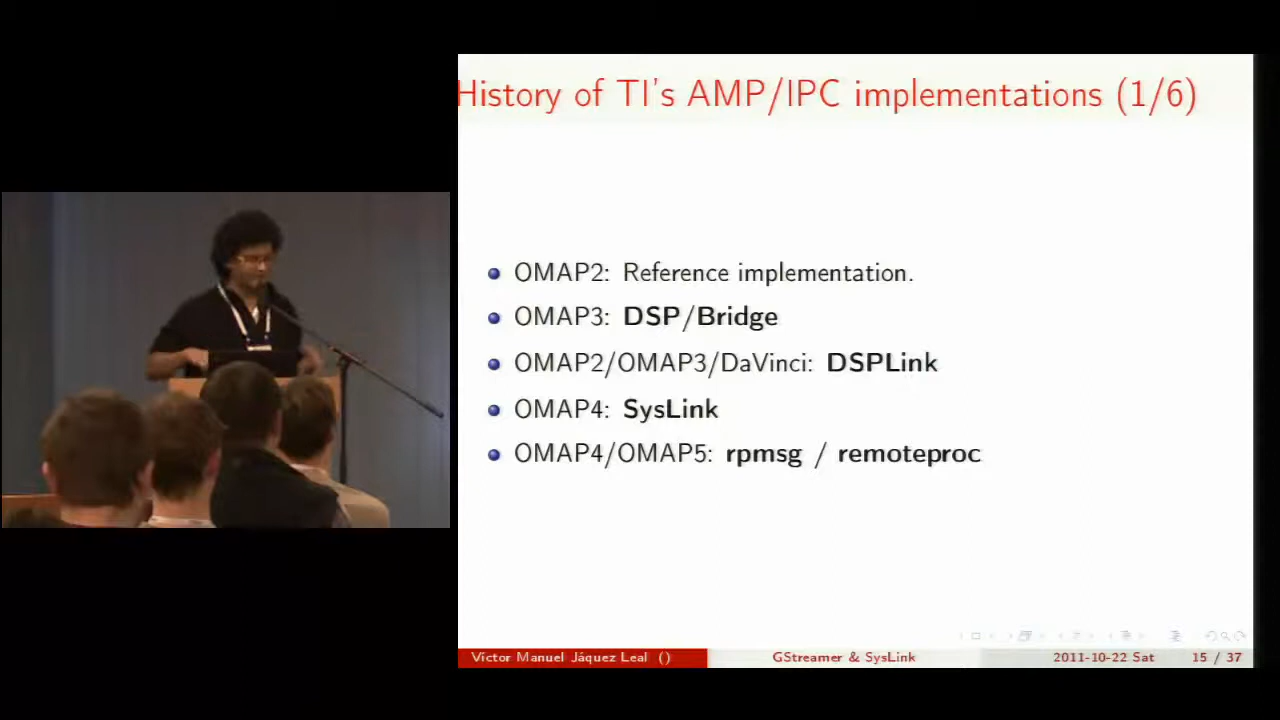 History of TI's AMP/IPC implementations (1/6)
OMAP2: Reference implementation.
OMAP3: DSP/Bridge
OMAP2/OMAP3/DaVinci: DSPLink
OMAP4: SysLink
OMAP4/OMAP5: rpmsg / remoteproc
Víctor Manuel Jáquez Leal () GStreamer & SysLink 2011-10-22 Sat 15 / 37